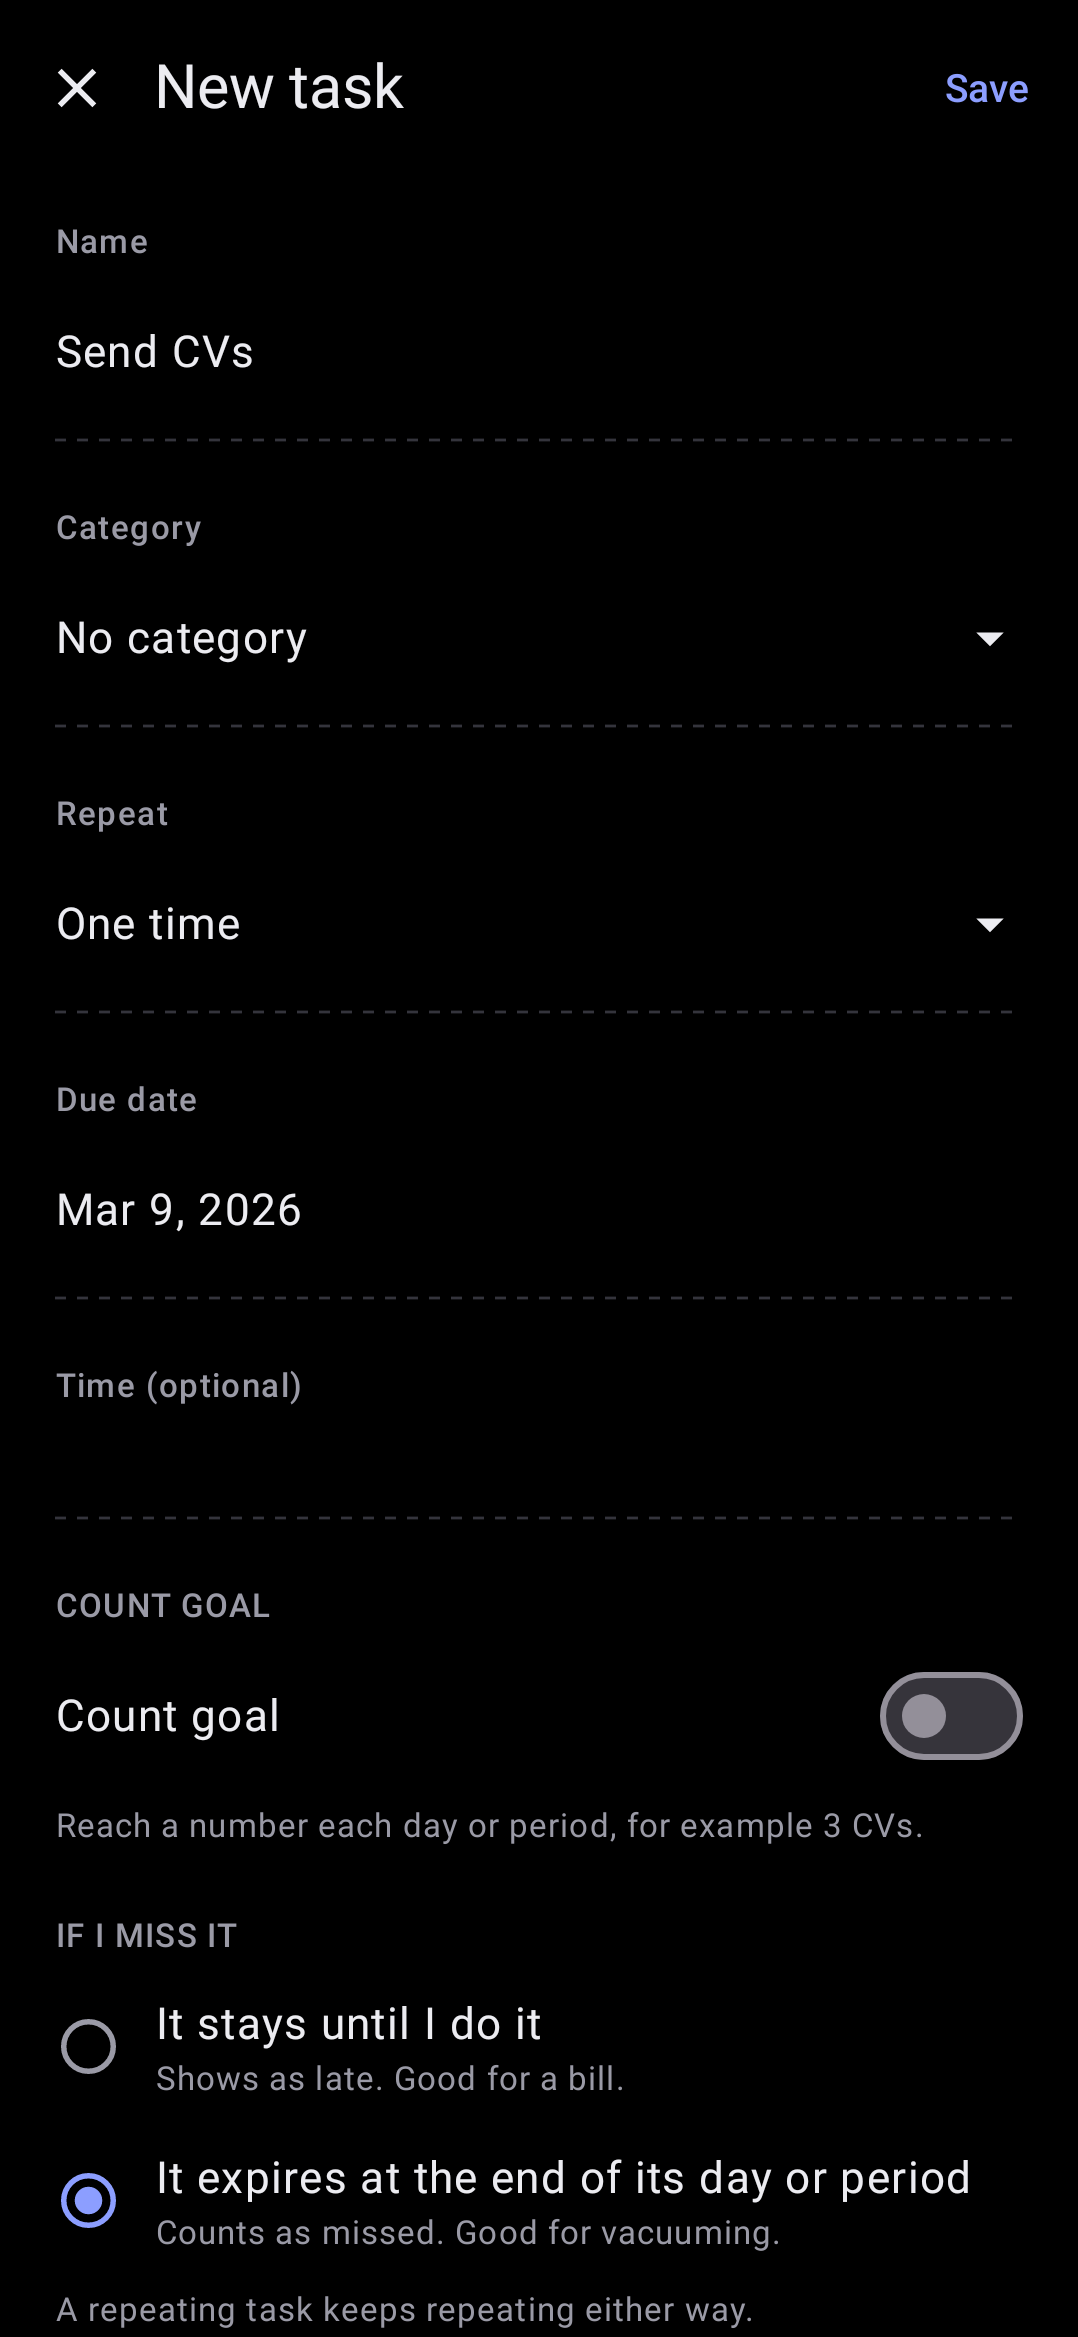 New task
Save
Name
Send CVs
Category
No category
Repeat
One time
Due date
Mar 9, 2026
Time (optional)
COUNT GOAL
Count goal
Reach a number each day or period, for example 3 CVs.
IF I MISS IT
It stays until I do it
Shows as late. Good for a bill.
It expires at the end of its day or period
Counts as missed. Good for vacuuming.
A repeating task keeps repeating either way.